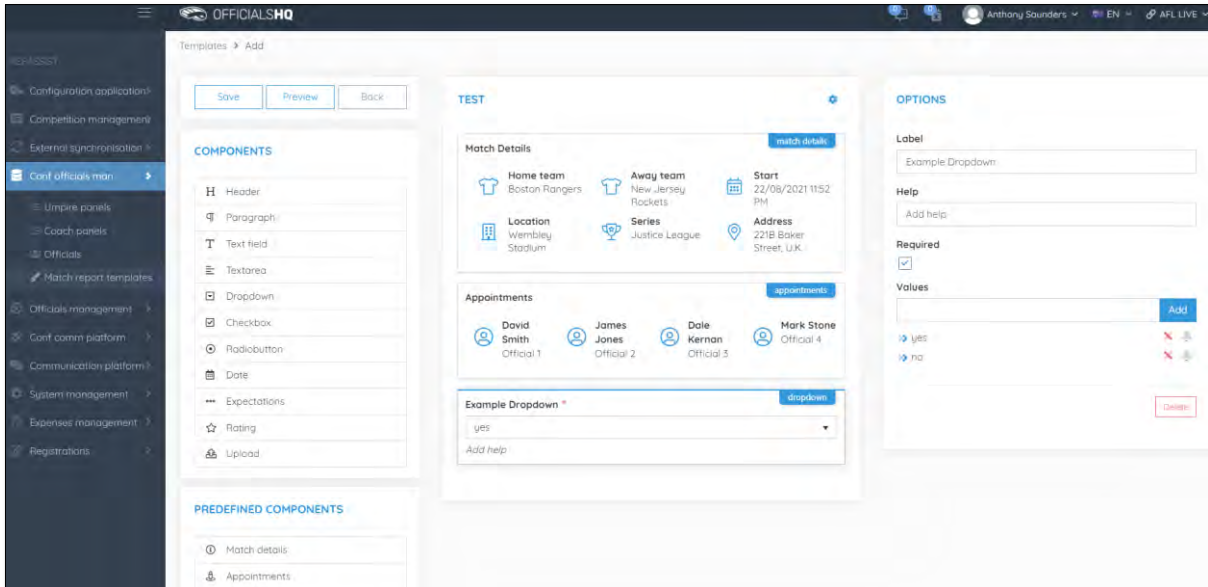 OFFICIALSHQ
Anthony Saunders
EN
AFL LIVE
Templates > Add
REFASSIST
Configuration application
Competition management
External synchronisation
Conf officials man
Umpire panels
Coach panels
Officials
Match report templates
Officials management
Conf comm platform
Communication platform
System management
Expenses management
Registrations
Save
Preview
Back
COMPONENTS
Header
Paragraph
Text field
Textarea
Dropdown
Checkbox
Radiobutton
Date
Expectations
Rating
Upload
PREDEFINED COMPONENTS
Match details
Appointments
TEST
match details
Match Details
Home team
Boston Rangers
Away team
New Jersey
Rockets
Start
22/08/2021 11:52
PM
Location
Wembley
Stadium
Series
Justice League
Address
221B Baker
Street, U.K.
appointments
Appointments
David
Smith
Official 1
James
Jones
Official 2
Dale
Kernan
Official 3
Mark Stone
Official 4
dropdown
Example Dropdown *
yes
Add help
OPTIONS
Label
Example Dropdown
Help
Add help
Required
Values
Add
yes
no
Delete